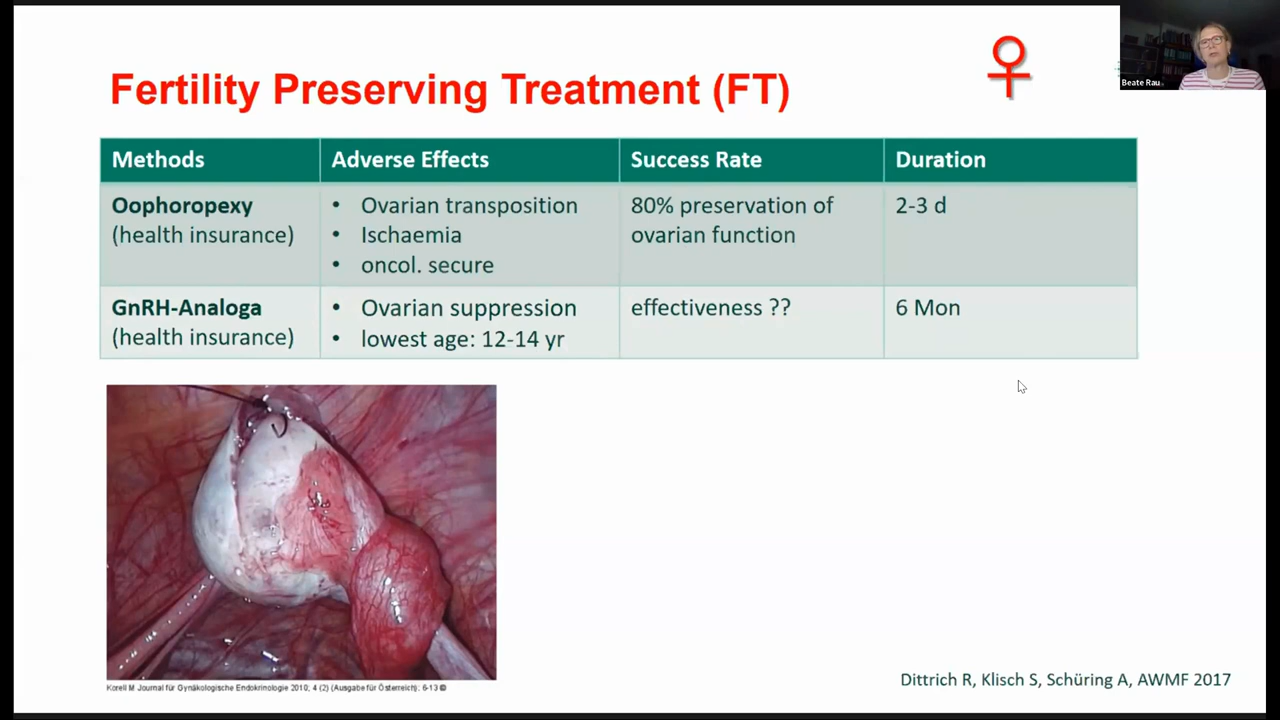 Beate Rau
Fertility Preserving Treatment (FT)
Methods Adverse Effects Success Rate Duration
Oophoropexy
(health insurance)
• Ovarian transposition
• Ischaemia
• oncol. secure
80% preservation of
ovarian function
2-3 d
GnRH-Analoga
(health insurance)
• Ovarian suppression
• lowest age: 12-14 yr
effectiveness ??
6 Mon
Korell M Journal für Gynäkologische Endokrinologie 2010; 4 (2) (Ausgabe für Österreich): 6-13 ©
Dittrich R, Klisch S, Schüring A, AWMF 2017